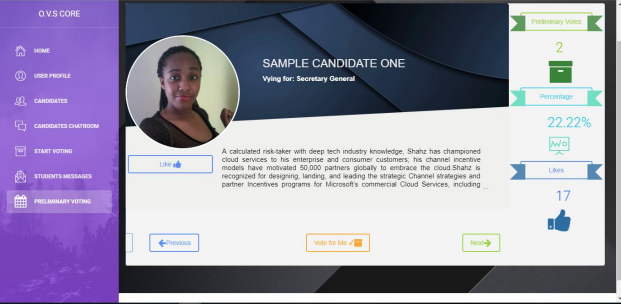 O.V.S CORE
HOME
USER PROFILE
CANDIDATES
CANDIDATES CHATROOM
START VOTING
STUDENTS MESSAGES
PRELIMINARY VOTING
SAMPLE CANDIDATE ONE
Vying for: Secretary General
Like
A calculated risk-taker with deep tech industry knowledge, Shahz has championed
cloud services to his enterprise and consumer customers; his channel incentive
models have motivated 50,000 partners globally to embrace the cloud.Shahz is
recognized for designing, landing, and leading the strategic Channel strategies and
partner Incentives programs for Microsoft's commercial Cloud Services, including
Previous
Vote for Me
Next
Preliminary Votes
2
Percentage
22.22%
Likes
17